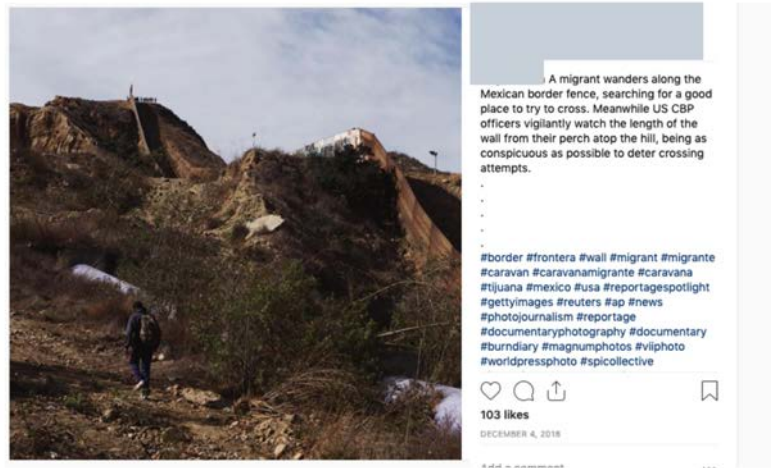 A migrant wanders along the
Mexican border fence, searching for a good
place to try to cross. Meanwhile US CBP
officers vigilantly watch the length of the
wall from their perch atop the hill, being as
conspicuous as possible to deter crossing
attempts.
.
.
.
.
.
#border #frontera #wall #migrant #migrante
#caravan #caravanamigrante #caravana
#tijuana #mexico #usa #reportagespotlight
#gettyimages #reuters #ap #news
#photojournalism #reportage
#documentaryphotography #documentary
#burndiary #magnumphotos #viiphoto
#worldpressphoto #spicollective
103 likes
DECEMBER 4, 2018
Add a comment